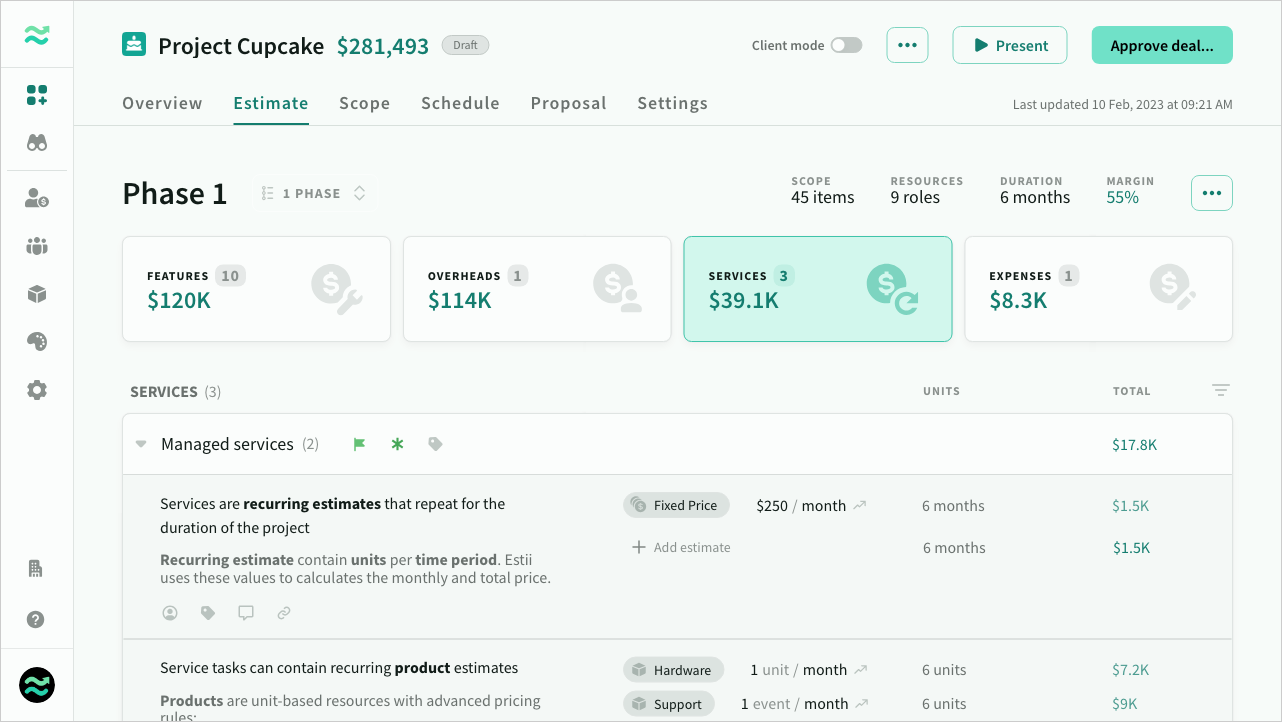 Project Cupcake $281,493 Draft
Client mode Present Approve deal...
Overview Estimate Scope Schedule Proposal Settings
Last updated 10 Feb, 2023 at 09:21 AM
Phase 1 1 PHASE
SCOPE RESOURCES DURATION MARGIN
45 items 9 roles 6 months 55%
FEATURES 10
$120K
OVERHEADS 1
$114K
SERVICES 3
$39.1K
EXPENSES 1
$8.3K
SERVICES (3) UNITS TOTAL
Managed services (2) $17.8K
Services are recurring estimates that repeat for the
duration of the project
Fixed Price $250 / month 6 months $1.5K
Add estimate 6 months $1.5K
Recurring estimate contain units per time period. Estii
uses these values to calculates the monthly and total price.
Service tasks can contain recurring product estimates
Hardware 1 unit / month 6 units $7.2K
Products are unit-based resources with advanced pricing
rules:
Support 1 event / month 6 units $9K